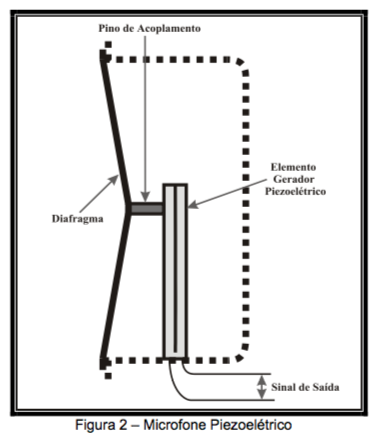 Pino de Acoplamento
Elemento
Gerador
Piezoelétrico
Diafragma
Sinal de Saída
Figura 2 – Microfone Piezoelétrico